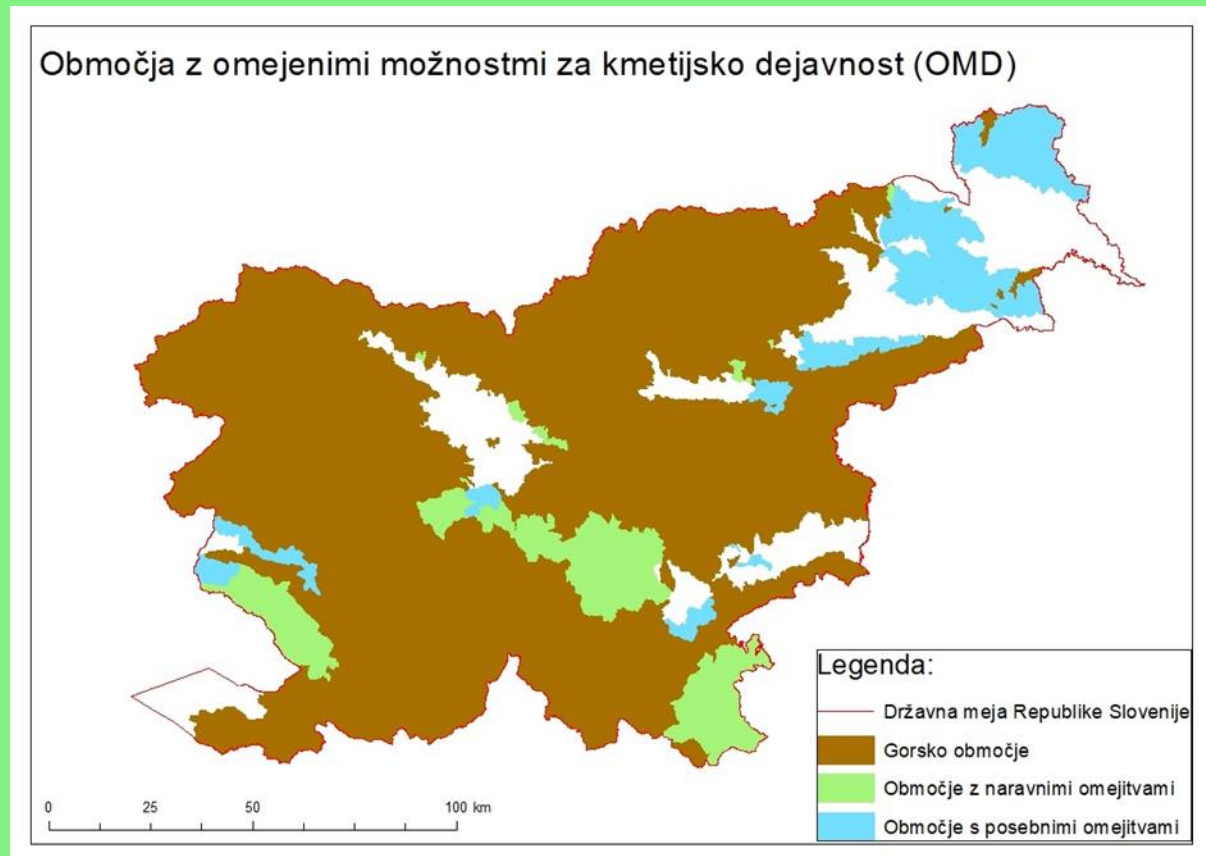 Območja z omejenimi možnostmi za kmetijsko dejavnost (OMD)
Legenda:
Državna meja Republike Slovenije
Gorsko območje
Območje z naravnimi omejitvami
Območje s posebnimi omejitvami
0 25 50 100 km